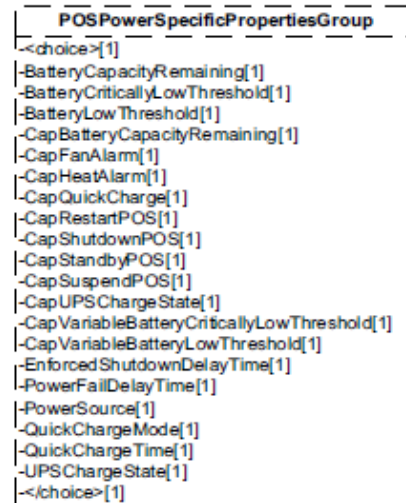 POSPowerSpecificPropertiesGroup
-<choice>[1]
-BatteryCapacityRemaining[1]
-BatteryCriticallyLowThreshold[1]
-BatteryLowThreshold[1]
-CapBatteryCapacityRemaining[1]
-CapFanAlarm[1]
-CapHeatAlarm[1]
-CapQuickCharge[1]
-CapRestartPOS[1]
-CapShutdownPOS[1]
-CapStandbyPOS[1]
-CapSuspendPOS[1]
-CapUPSChargeState[1]
-CapVariableBatteryCriticallyLowThreshold[1]
-CapVariableBatteryLowThreshold[1]
-EnforcedShutdownDelayTime[1]
-PowerFailDelayTime[1]
-PowerSource[1]
-QuickChargeMode[1]
-QuickChargeTime[1]
-UPSChargeState[1]
-</choice>[1]